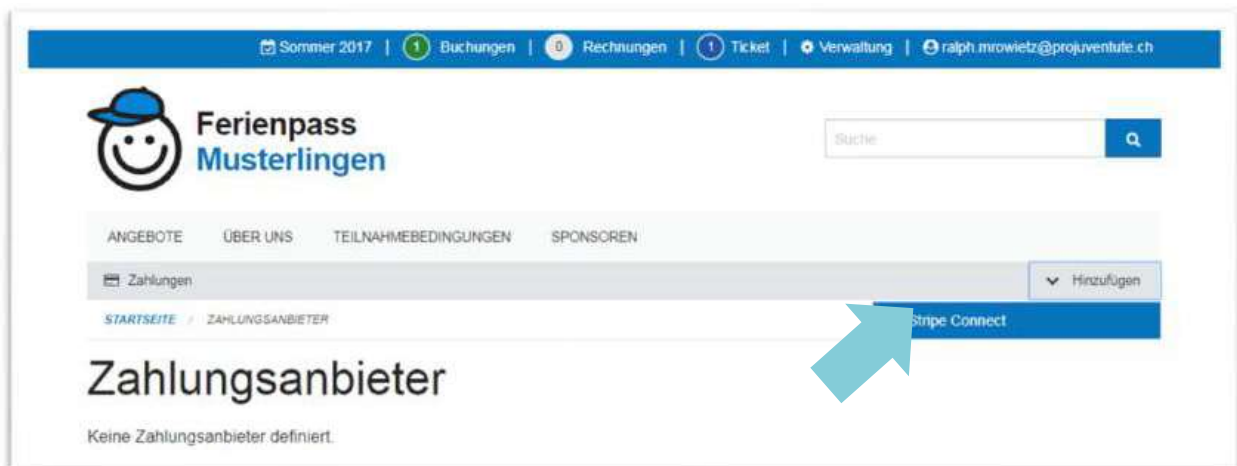 Sommer 2017 | 1 Buchungen | 0 Rechnungen | 1 Ticket | Verwaltung | ralph.mrowietz@projuventute.ch
Ferienpass
Musterlingen
Suche
ANGEBOTE ÜBER UNS TEILNAHMEBEDINGUNGEN SPONSOREN
Zahlungen Hinzufügen
STARTSEITE / ZAHLUNGSANBIETER
Stripe Connect
Zahlungsanbieter
Keine Zahlungsanbieter definiert.